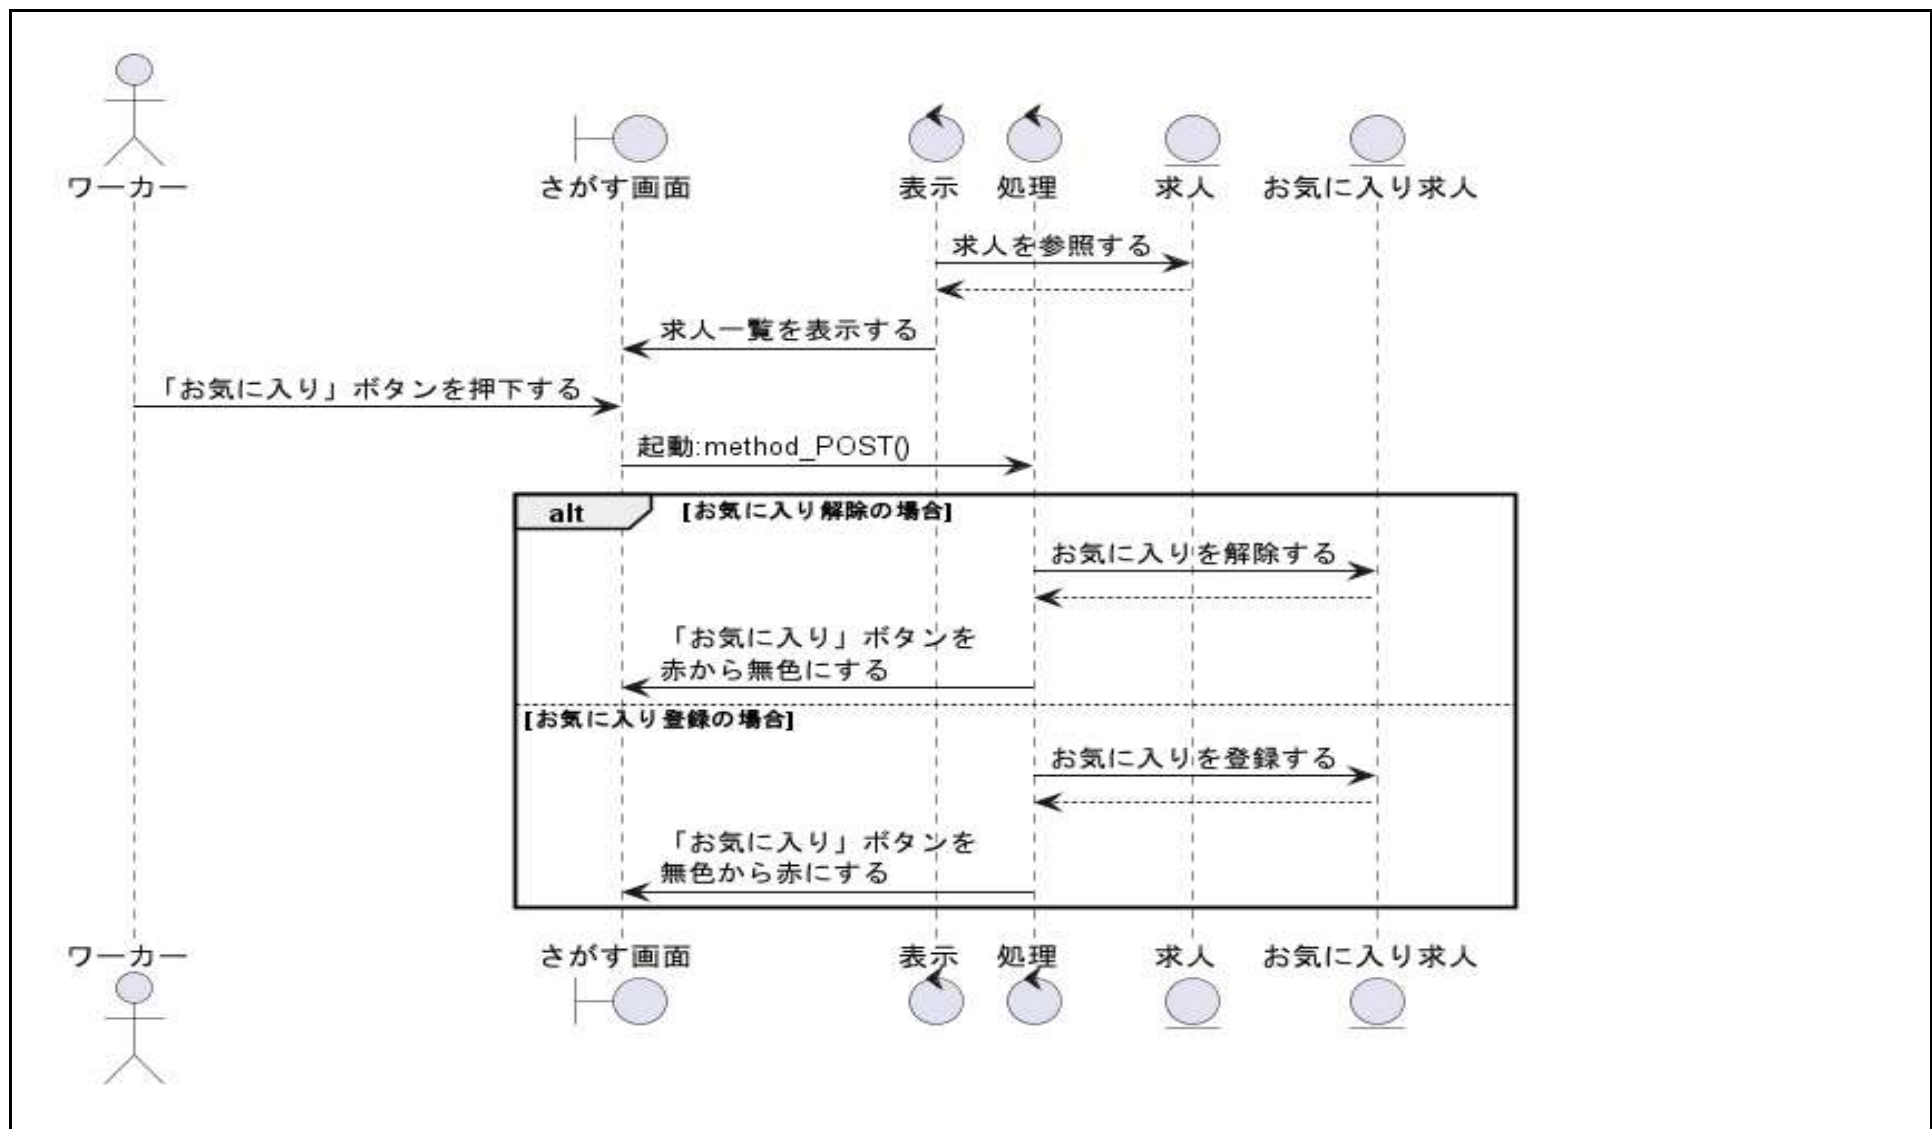 ワーカー
さがす画面
表示
処理
求人
お気に入り求人
求人を参照する
求人一覧を表示する
「お気に入り」ボタンを押下する
起動:method_POST()
alt
[お気に入り解除の場合]
お気に入りを解除する
「お気に入り」ボタンを
赤から無色にする
[お気に入り登録の場合]
お気に入りを登録する
「お気に入り」ボタンを
無色から赤にする
ワーカー
さがす画面
表示
処理
求人
お気に入り求人